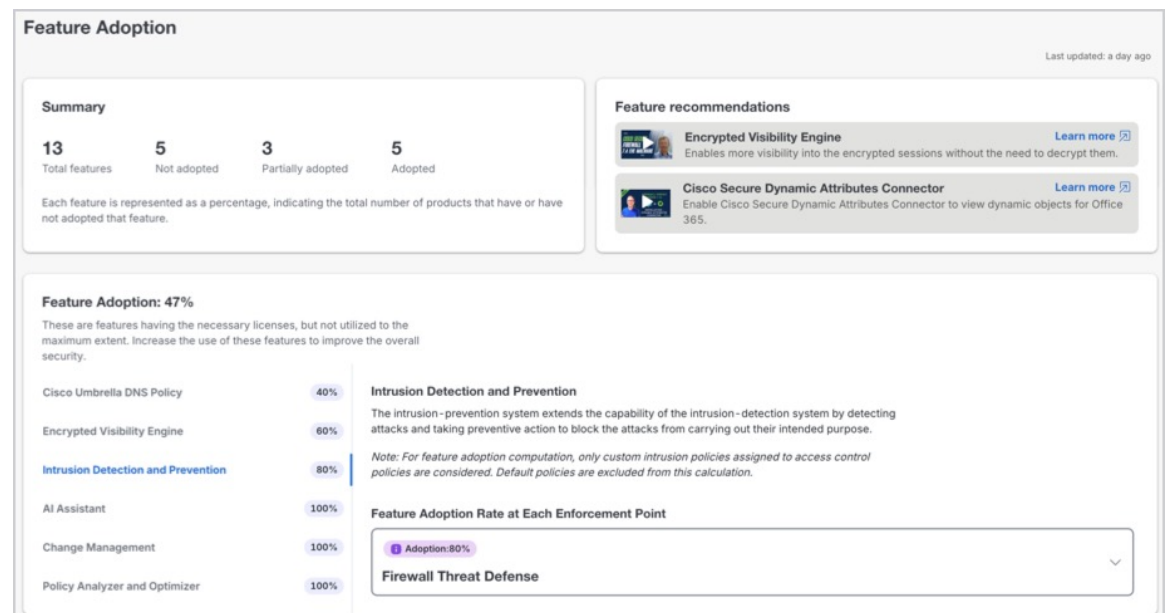 Feature Adoption
Last updated: a day ago
Summary
13
Total features
5
Not adopted
3
Partially adopted
5
Adopted
Each feature is represented as a percentage, indicating the total number of products that have or have
not adopted that feature.
Feature recommendations
Encrypted Visibility Engine
Learn more
Enables more visibility into the encrypted sessions without the need to decrypt them.
Cisco Secure Dynamic Attributes Connector
Learn more
Enable Cisco Secure Dynamic Attributes Connector to view dynamic objects for Office
365.
Feature Adoption: 47%
These are features having the necessary licenses, but not utilized to the
maximum extent. Increase the use of these features to improve the overall
security.
Cisco Umbrella DNS Policy 40%
Encrypted Visibility Engine 60%
Intrusion Detection and Prevention 80%
AI Assistant 100%
Change Management 100%
Policy Analyzer and Optimizer 100%
Intrusion Detection and Prevention
The intrusion-prevention system extends the capability of the intrusion-detection system by detecting
attacks and taking preventive action to block the attacks from carrying out their intended purpose.
Note: For feature adoption computation, only custom intrusion policies assigned to access control
policies are considered. Default policies are excluded from this calculation.
Feature Adoption Rate at Each Enforcement Point
Adoption:80%
Firewall Threat Defense